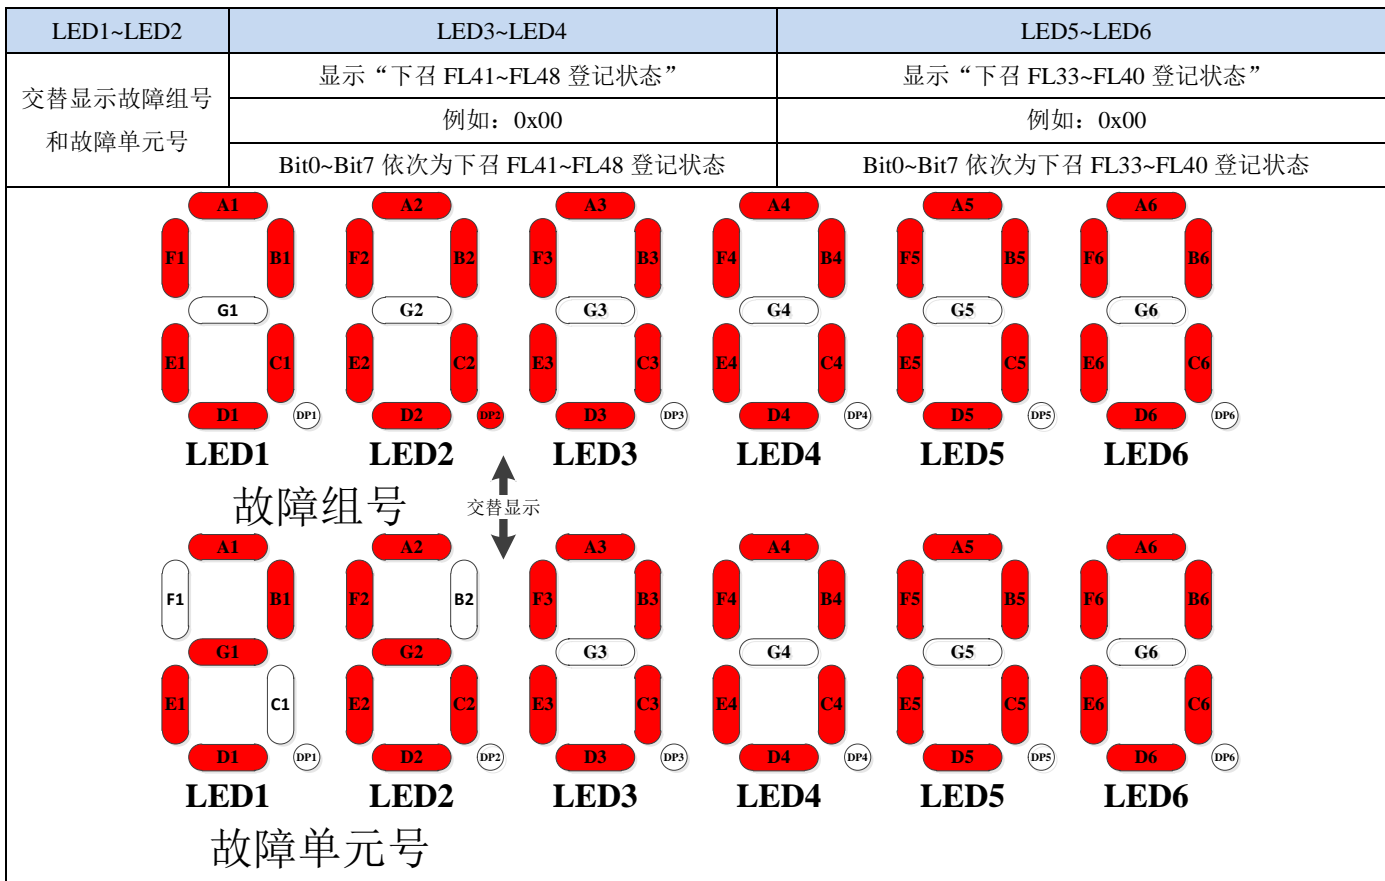 LED1~LED2 LED3~LED4 LED5~LED6
交替显示故障组号
和故障单元号
显示“下召 FL41~FL48 登记状态” 显示“下召 FL33~FL40 登记状态”
例如：0x00 例如：0x00
Bit0~Bit7 依次为下召 FL41~FL48 登记状态 Bit0~Bit7 依次为下召 FL33~FL40 登记状态
A1 A2 A3 A4 A5 A6
F1 B1 F2 B2 F3 B3 F4 B4 F5 B5 F6 B6
G1 G2 G3 G4 G5 G6
E1 C1 E2 C2 E3 C3 E4 C4 E5 C5 E6 C6
D1 DP1 D2 DP2 D3 DP3 D4 DP4 D5 DP5 D6 DP6
LED1 LED2 LED3 LED4 LED5 LED6
故障组号
交替显示
A1 A2 A3 A4 A5 A6
F1 B1 F2 B2 F3 B3 F4 B4 F5 B5 F6 B6
G1 G2 G3 G4 G5 G6
E1 C1 E2 C2 E3 C3 E4 C4 E5 C5 E6 C6
D1 DP1 D2 DP2 D3 DP3 D4 DP4 D5 DP5 D6 DP6
LED1 LED2 LED3 LED4 LED5 LED6
故障单元号